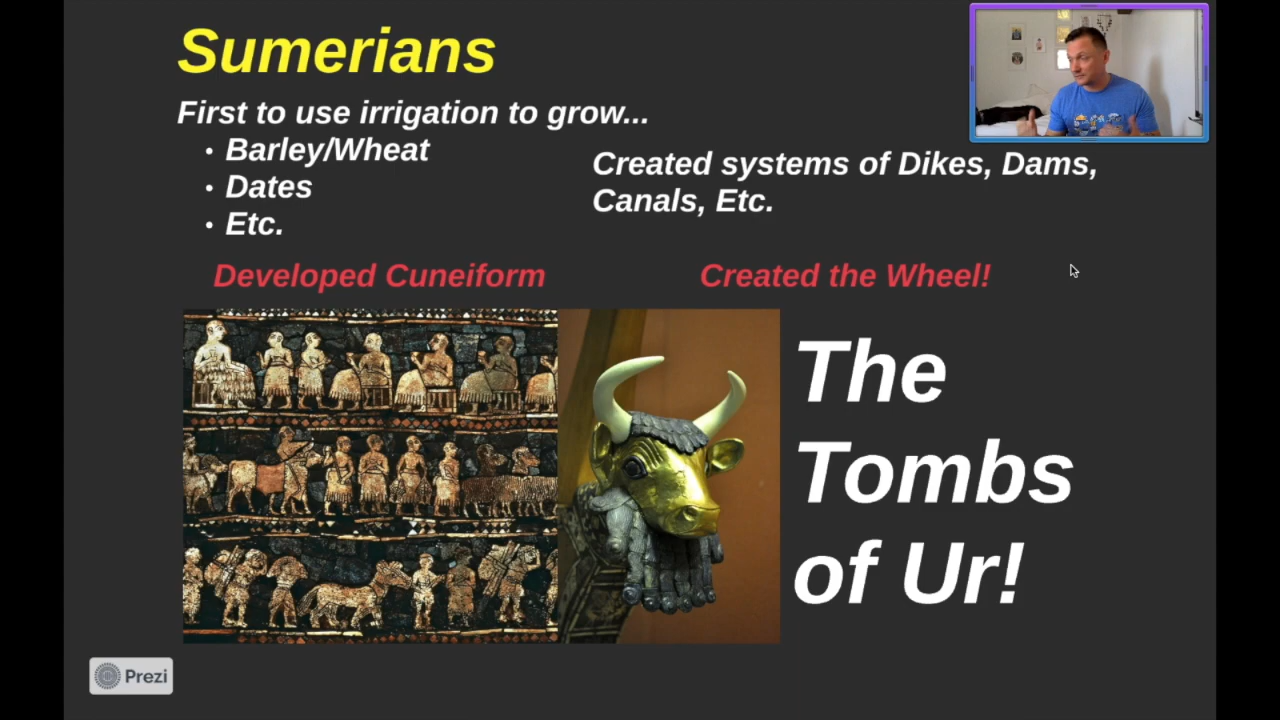 Sumerians
First to use irrigation to grow...
• Barley/Wheat
• Dates
• Etc.
Created systems of Dikes, Dams,
Canals, Etc.
Developed Cuneiform
Created the Wheel!
The
Tombs
of Ur!
Prezi